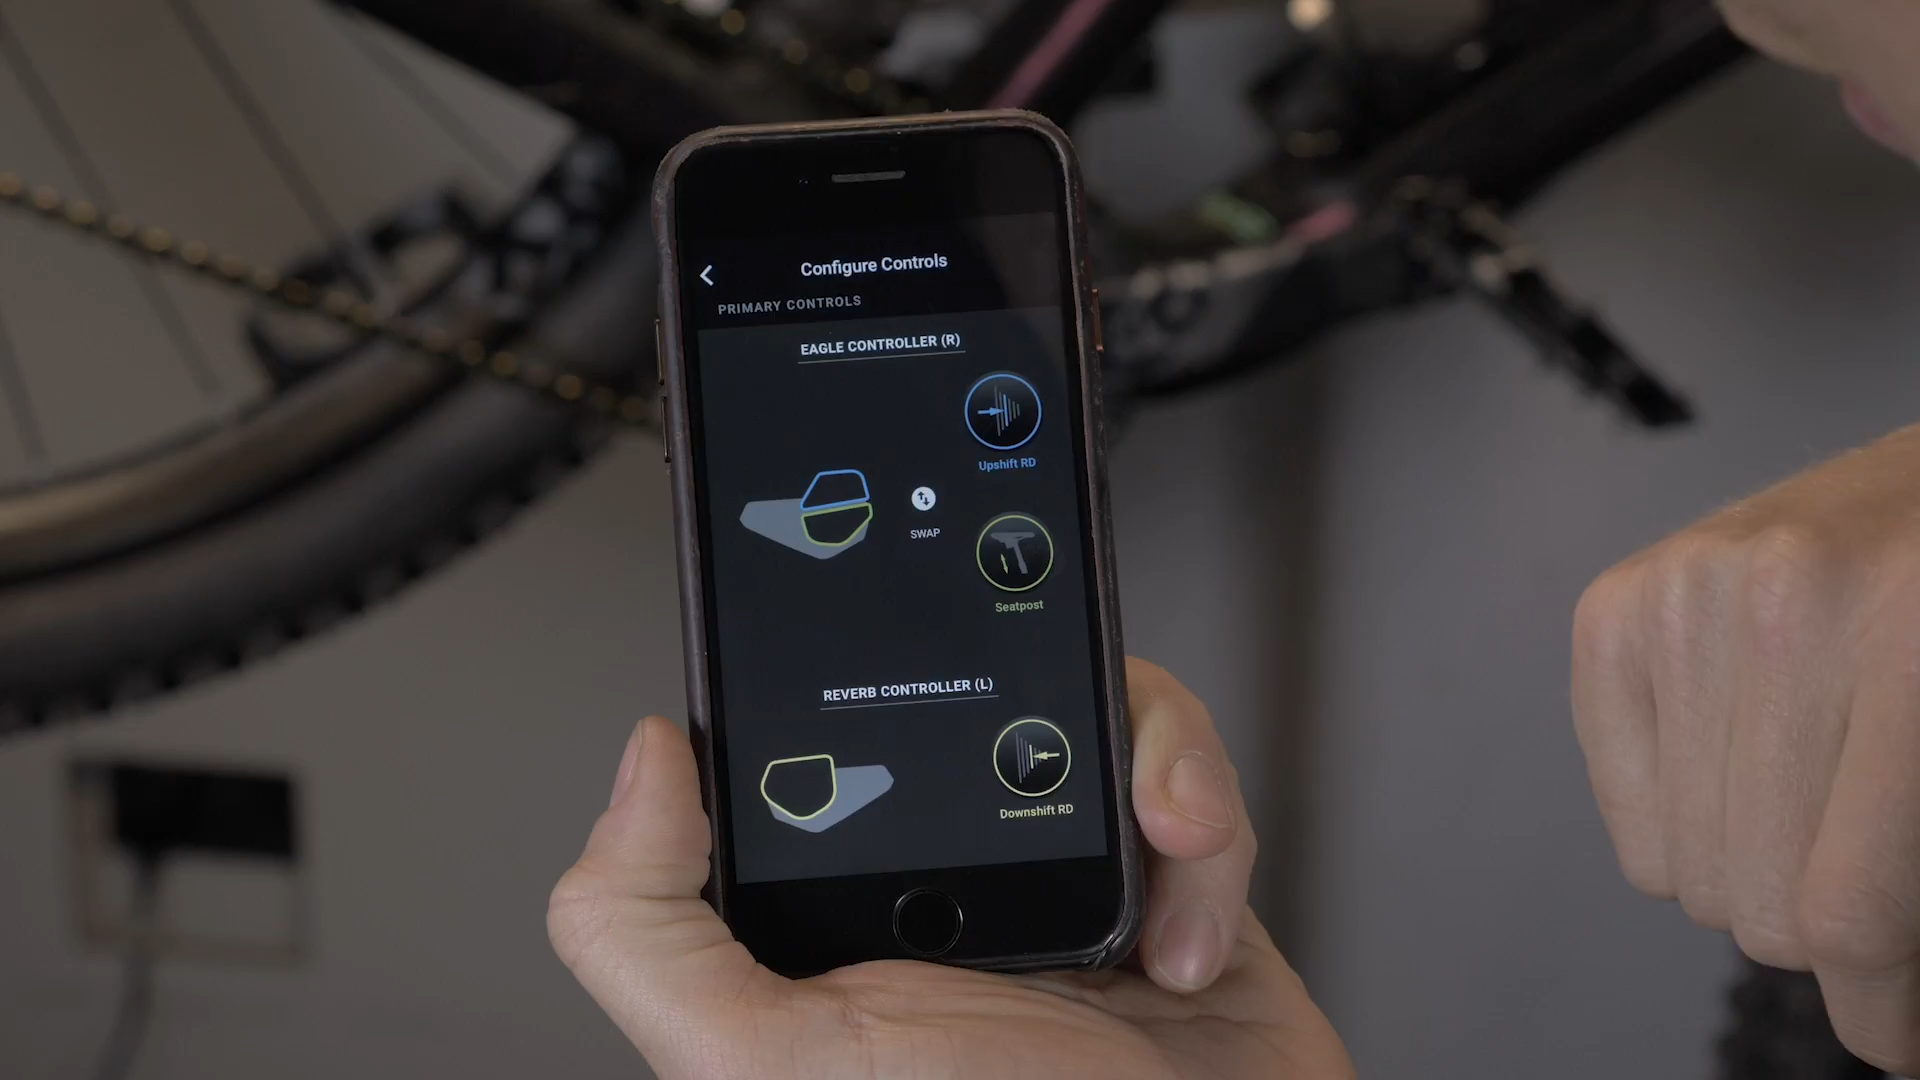 Configure Controls
PRIMARY CONTROLS
EAGLE CONTROLLER (R)
Upshift RD
SWAP
Seatpost
REVERB CONTROLLER (L)
Downshift RD